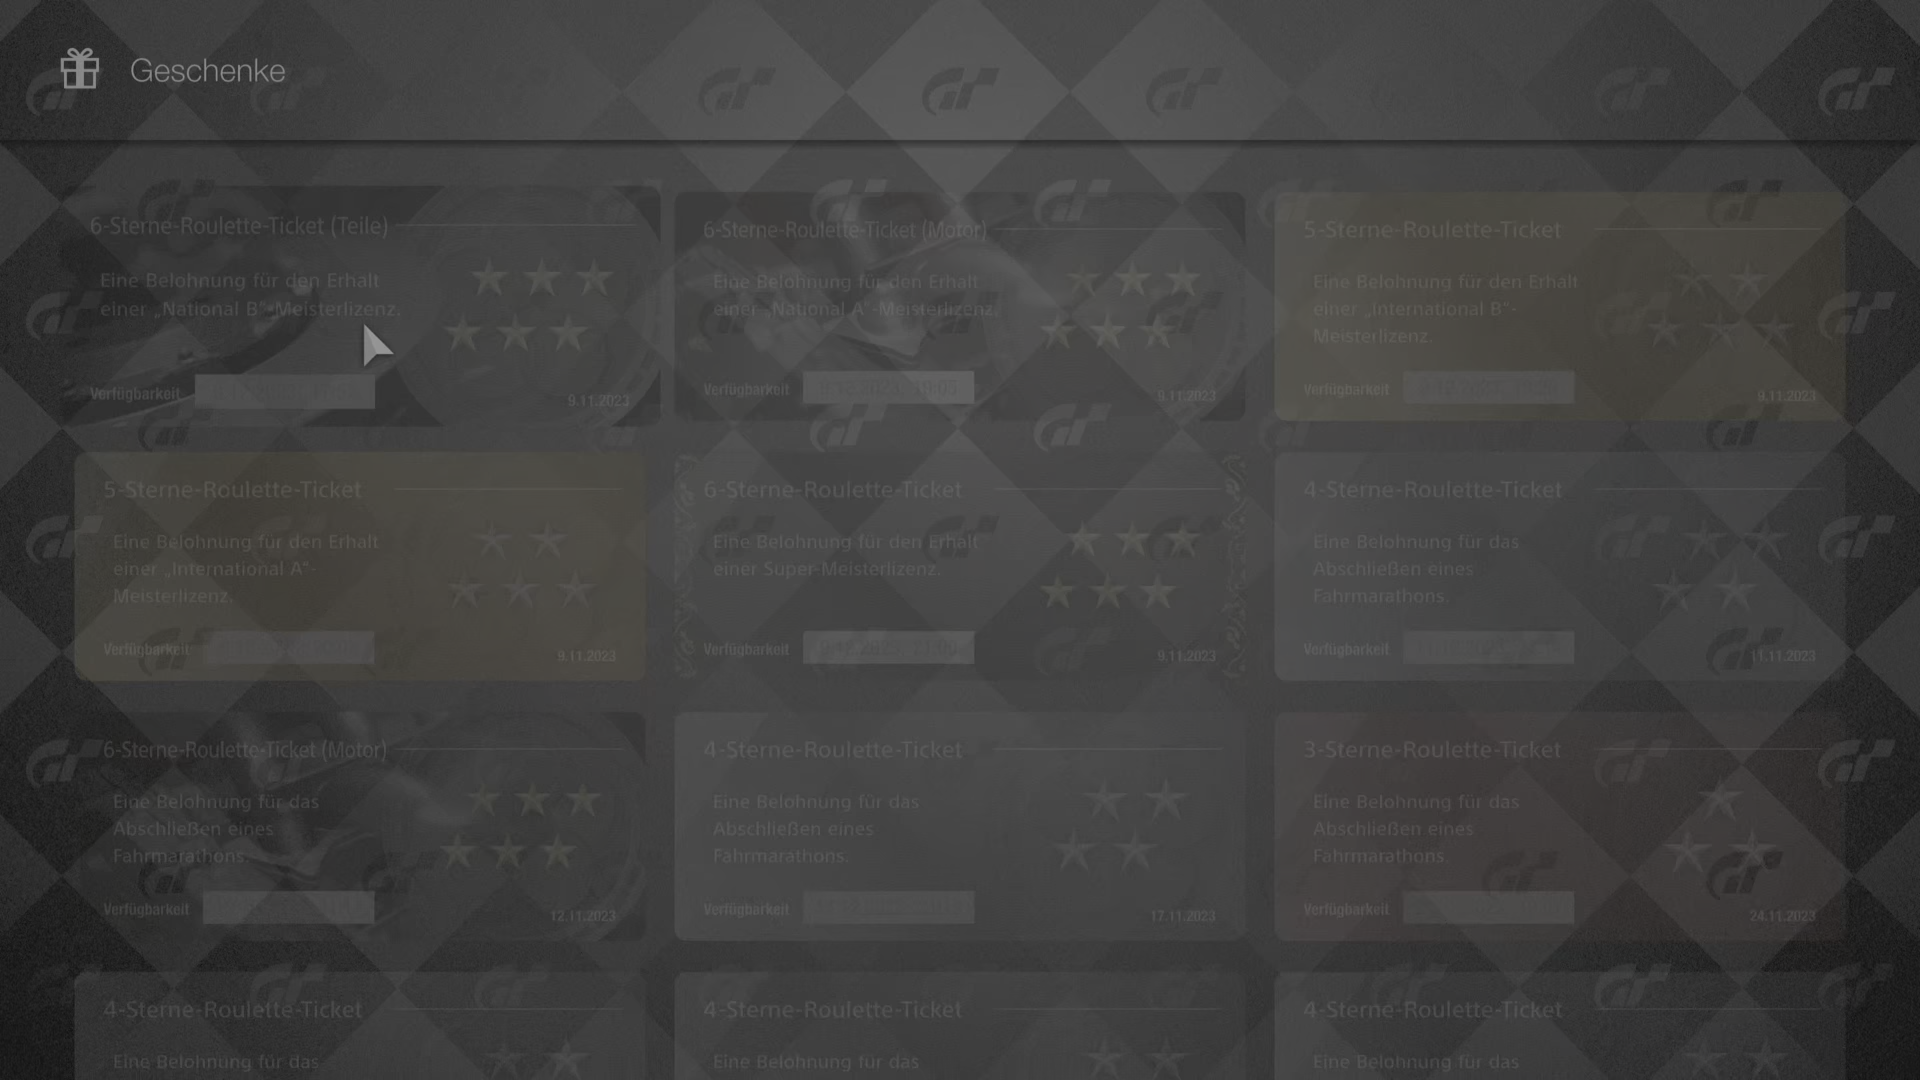 Geschenke
6-Sterne-Roulette-Ticket (Teile)
Eine Belohnung für den Erhalt
einer „National B“-Meisterlizenz.
Verfügbarkeit
9.11.2023
6-Sterne-Roulette-Ticket (Motor)
Eine Belohnung für den Erhalt
einer „National A“-Meisterlizenz.
Verfügbarkeit
9.11.2023
5-Sterne-Roulette-Ticket
Eine Belohnung für den Erhalt
einer „International B“-
Meisterlizenz.
Verfügbarkeit
9.11.2023
5-Sterne-Roulette-Ticket
Eine Belohnung für den Erhalt
einer „International A“-
Meisterlizenz.
Verfügbarkeit
9.11.2023
6-Sterne-Roulette-Ticket
Eine Belohnung für den Erhalt
einer Super-Meisterlizenz.
Verfügbarkeit
9.11.2023
4-Sterne-Roulette-Ticket
Eine Belohnung für das
Abschließen eines
Fahrmarathons.
Verfügbarkeit
11.11.2023
6-Sterne-Roulette-Ticket (Motor)
Eine Belohnung für das
Abschließen eines
Fahrmarathons.
Verfügbarkeit
12.11.2023
4-Sterne-Roulette-Ticket
Eine Belohnung für das
Abschließen eines
Fahrmarathons.
Verfügbarkeit
17.11.2023
3-Sterne-Roulette-Ticket
Eine Belohnung für das
Abschließen eines
Fahrmarathons.
Verfügbarkeit
24.11.2023
4-Sterne-Roulette-Ticket
Eine Belohnung für das
4-Sterne-Roulette-Ticket
Eine Belohnung für das
4-Sterne-Roulette-Ticket
Eine Belohnung für das